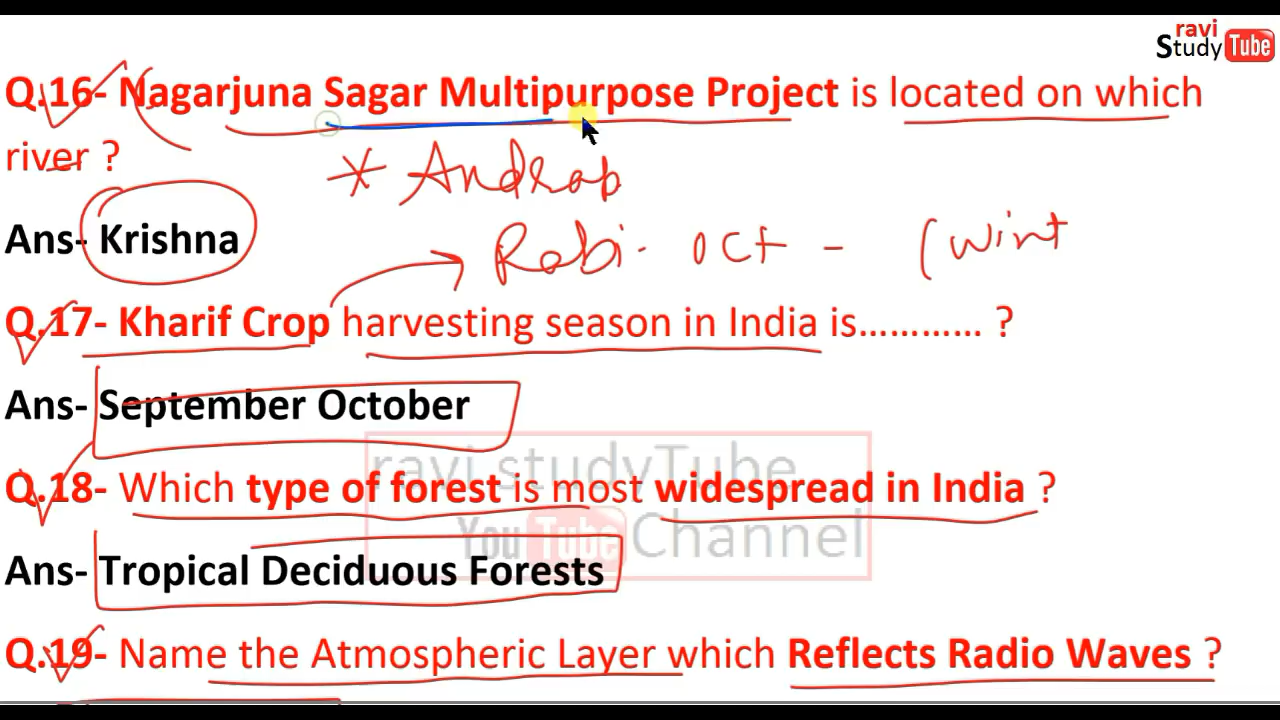 ravi
Study Tube
Q.16- Nagarjuna Sagar Multipurpose Project is located on which
river ?
* Andrap
Ans- Krishna
Rabi - oct - (wint
Q.17- Kharif Crop harvesting season in India is............ ?
Ans- September October
ravi studyTube
Q.18- Which type of forest is most widespread in India ?
YouTube Channel
Ans- Tropical Deciduous Forests
Q.19- Name the Atmospheric Layer which Reflects Radio Waves ?